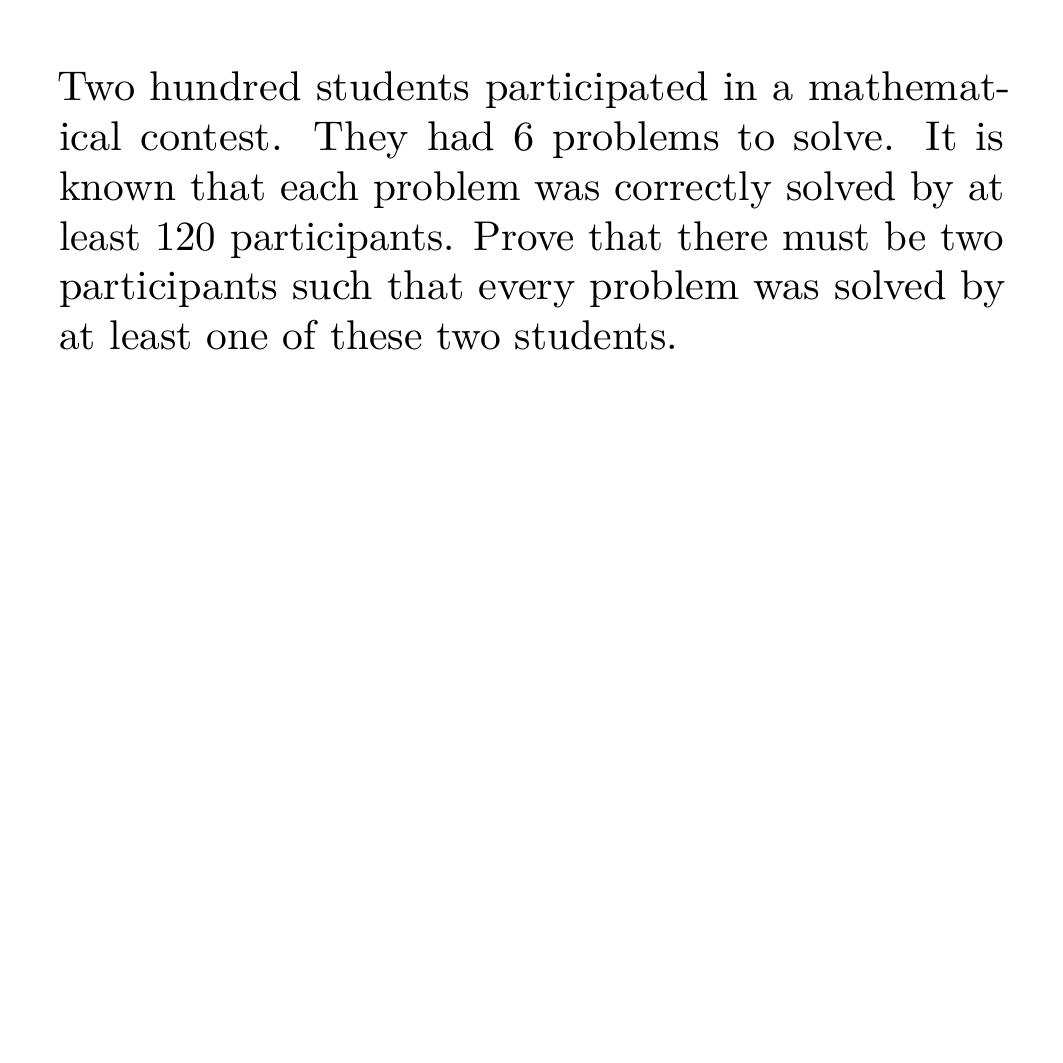 Two hundred students participated in a mathemat-
ical contest. They had 6 problems to solve. It is
known that each problem was correctly solved by at
least 120 participants. Prove that there must be two
participants such that every problem was solved by
at least one of these two students.